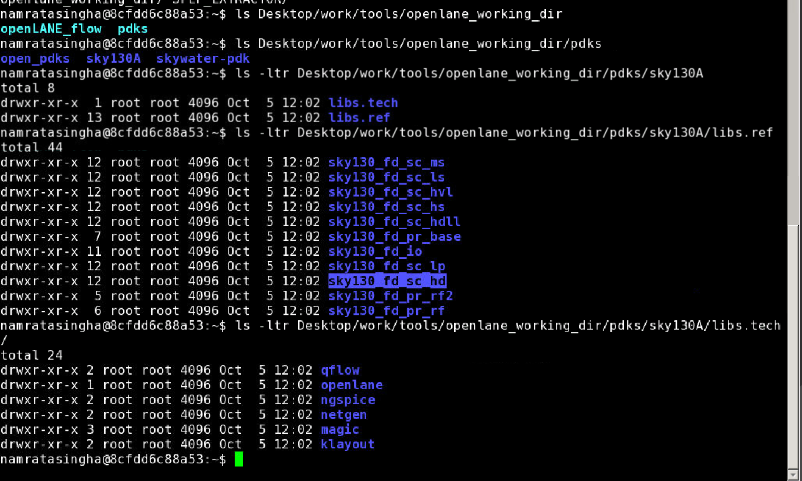 namratasingha@8cfdd6c88a53:~$ ls Desktop/work/tools/openlane_working_dir
openLANE_flow  pdks
namratasingha@8cfdd6c88a53:~$ ls Desktop/work/tools/openlane_working_dir/pdks
open_pdks  sky130A  skywater-pdk
namratasingha@8cfdd6c88a53:~$ ls -ltr Desktop/work/tools/openlane_working_dir/pdks/sky130A
total 8
drwxr-xr-x  1 root root 4096 Oct  5 12:02 libs.tech
drwxr-xr-x 13 root root 4096 Oct  5 12:02 libs.ref
namratasingha@8cfdd6c88a53:~$ ls -ltr Desktop/work/tools/openlane_working_dir/pdks/sky130A/libs.ref
total 44
drwxr-xr-x 12 root root 4096 Oct  5 12:02 sky130_fd_sc_ms
drwxr-xr-x 12 root root 4096 Oct  5 12:02 sky130_fd_sc_ls
drwxr-xr-x 12 root root 4096 Oct  5 12:02 sky130_fd_sc_hvl
drwxr-xr-x 12 root root 4096 Oct  5 12:02 sky130_fd_sc_hs
drwxr-xr-x 12 root root 4096 Oct  5 12:02 sky130_fd_sc_hdll
drwxr-xr-x  7 root root 4096 Oct  5 12:02 sky130_fd_pr_base
drwxr-xr-x 11 root root 4096 Oct  5 12:02 sky130_fd_io
drwxr-xr-x 12 root root 4096 Oct  5 12:02 sky130_fd_sc_lp
drwxr-xr-x 12 root root 4096 Oct  5 12:02 sky130_fd_sc_hd
drwxr-xr-x  5 root root 4096 Oct  5 12:02 sky130_fd_pr_rf2
drwxr-xr-x  6 root root 4096 Oct  5 12:02 sky130_fd_pr_rf
namratasingha@8cfdd6c88a53:~$ ls -ltr Desktop/work/tools/openlane_working_dir/pdks/sky130A/libs.tech
/
total 24
drwxr-xr-x 2 root root 4096 Oct  5 12:02 qflow
drwxr-xr-x 1 root root 4096 Oct  5 12:02 openlane
drwxr-xr-x 2 root root 4096 Oct  5 12:02 ngspice
drwxr-xr-x 2 root root 4096 Oct  5 12:02 netgen
drwxr-xr-x 3 root root 4096 Oct  5 12:02 magic
drwxr-xr-x 2 root root 4096 Oct  5 12:02 klayout
namratasingha@8cfdd6c88a53:~$